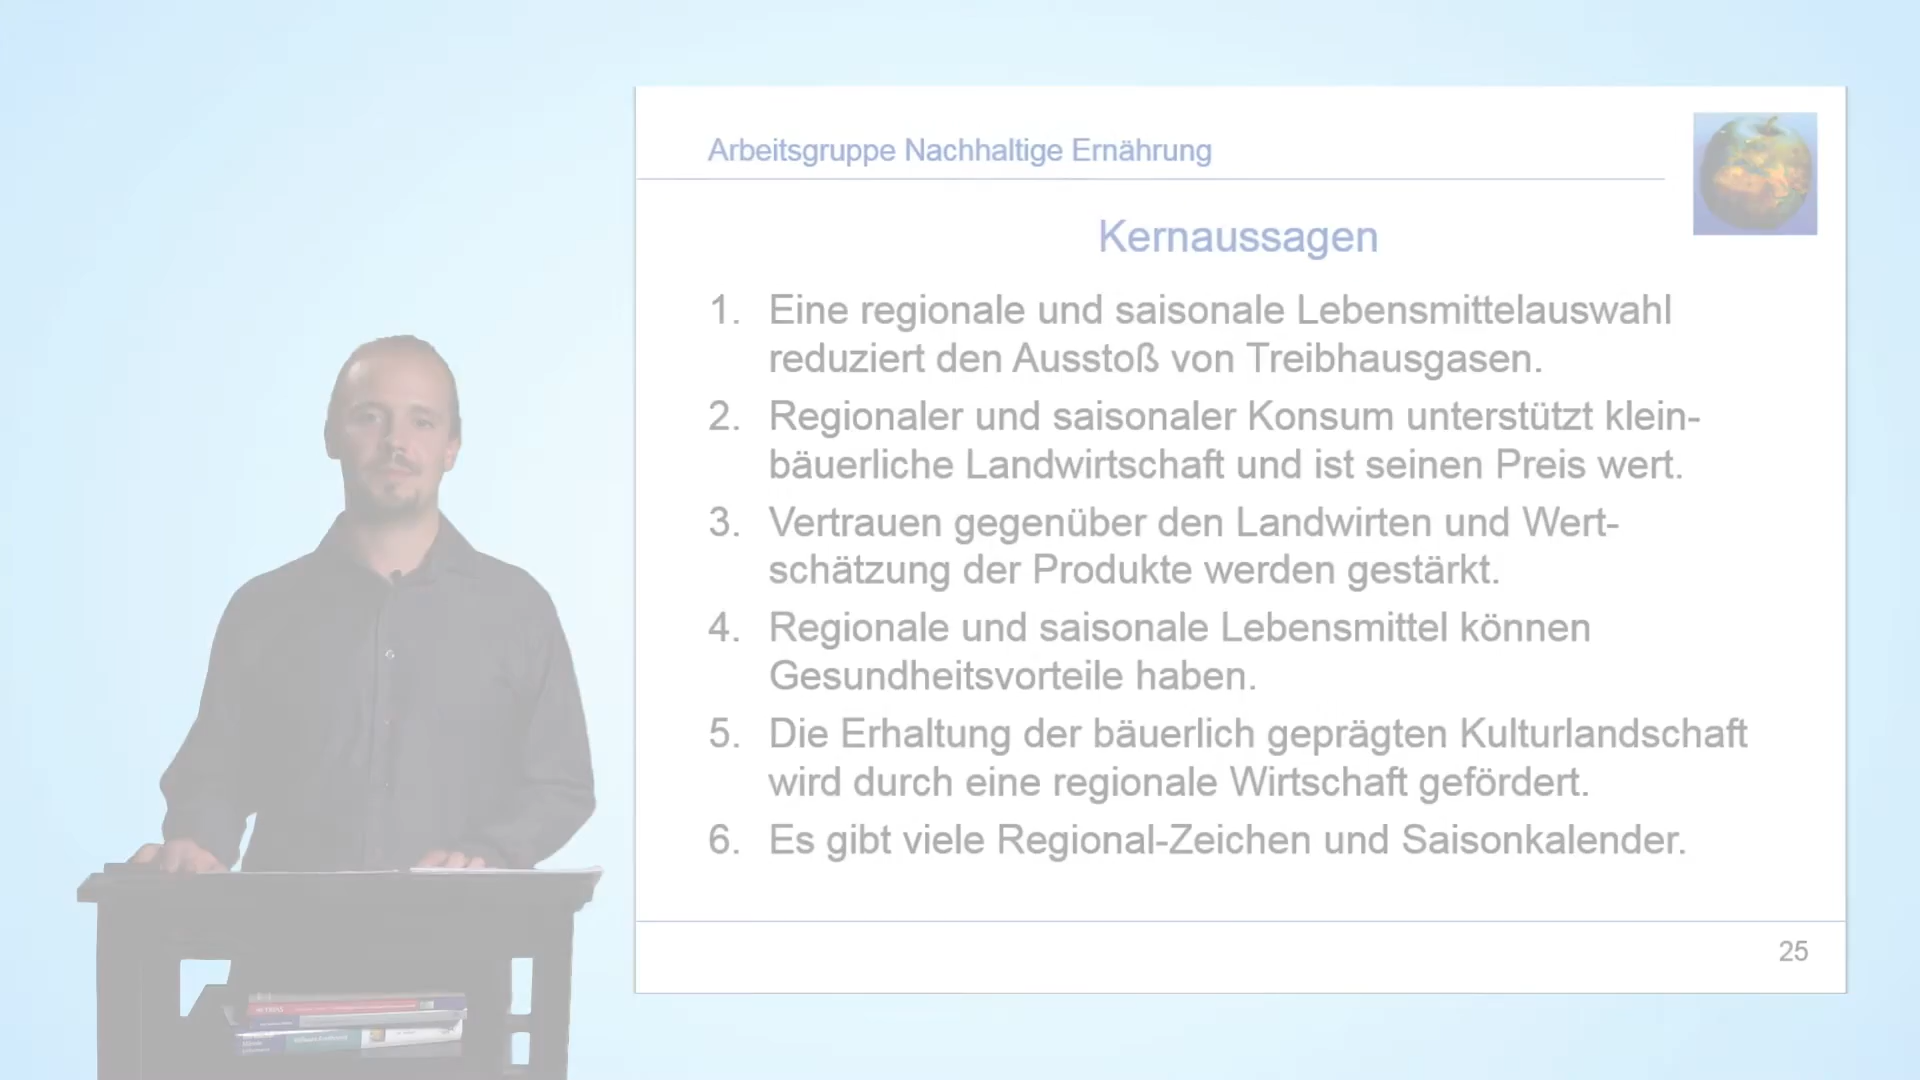 Arbeitsgruppe Nachhaltige Ernährung
Kernaussagen
1. Eine regionale und saisonale Lebensmittelauswahl
reduziert den Ausstoß von Treibhausgasen.
2. Regionaler und saisonaler Konsum unterstützt klein-
bäuerliche Landwirtschaft und ist seinen Preis wert.
3. Vertrauen gegenüber den Landwirten und Wert-
schätzung der Produkte werden gestärkt.
4. Regionale und saisonale Lebensmittel können
Gesundheitsvorteile haben.
5. Die Erhaltung der bäuerlich geprägten Kulturlandschaft
wird durch eine regionale Wirtschaft gefördert.
6. Es gibt viele Regional-Zeichen und Saisonkalender.
25